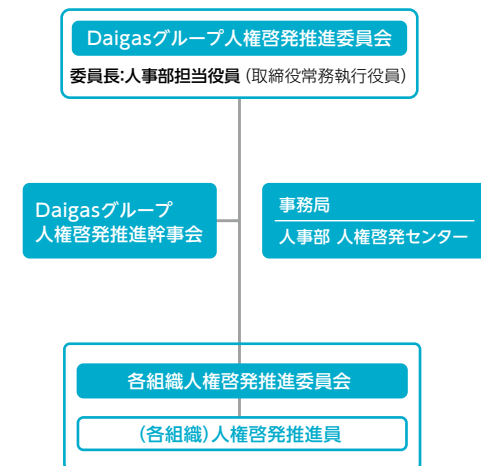 Daigasグループ人権啓発推進委員会
委員長:人事部担当役員(取締役常務執行役員)
Daigasグループ
人権啓発推進幹事会
事務局
人事部 人権啓発センター
各組織人権啓発推進委員会
(各組織)人権啓発推進員